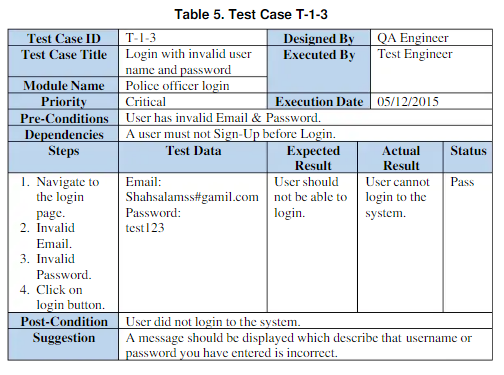 Table 5. Test Case T-1-3
Test Case ID T-1-3 Designed By QA Engineer
Test Case Title Login with invalid user name and password Executed By Test Engineer
Module Name Police officer login
Priority Critical Execution Date 05/12/2015
Pre-Conditions User has invalid Email & Password.
Dependencies A user must not Sign-Up before Login.
Steps Test Data Expected Result Actual Result Status
1. Navigate to
the login
page.
2. Invalid
Email.
3. Invalid
Password.
4. Click on
login button.
Email:
Shahsalamss#gamil.com
Password:
test123
User should
not be able to
login.
User cannot
login to the
system.
Pass
Post-Condition User did not login to the system.
Suggestion A message should be displayed which describe that username or
password you have entered is incorrect.